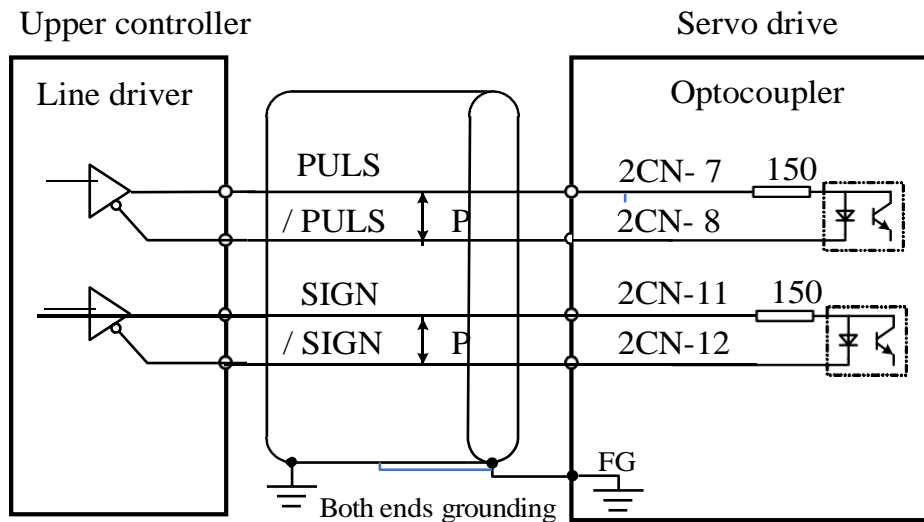 Upper controller
Servo drive
Line driver
Optocoupler
PULS
2CN- 7
150
/ PULS
P
2CN- 8
SIGN
2CN-11
150
/ SIGN
P
2CN-12
FG
Both ends grounding